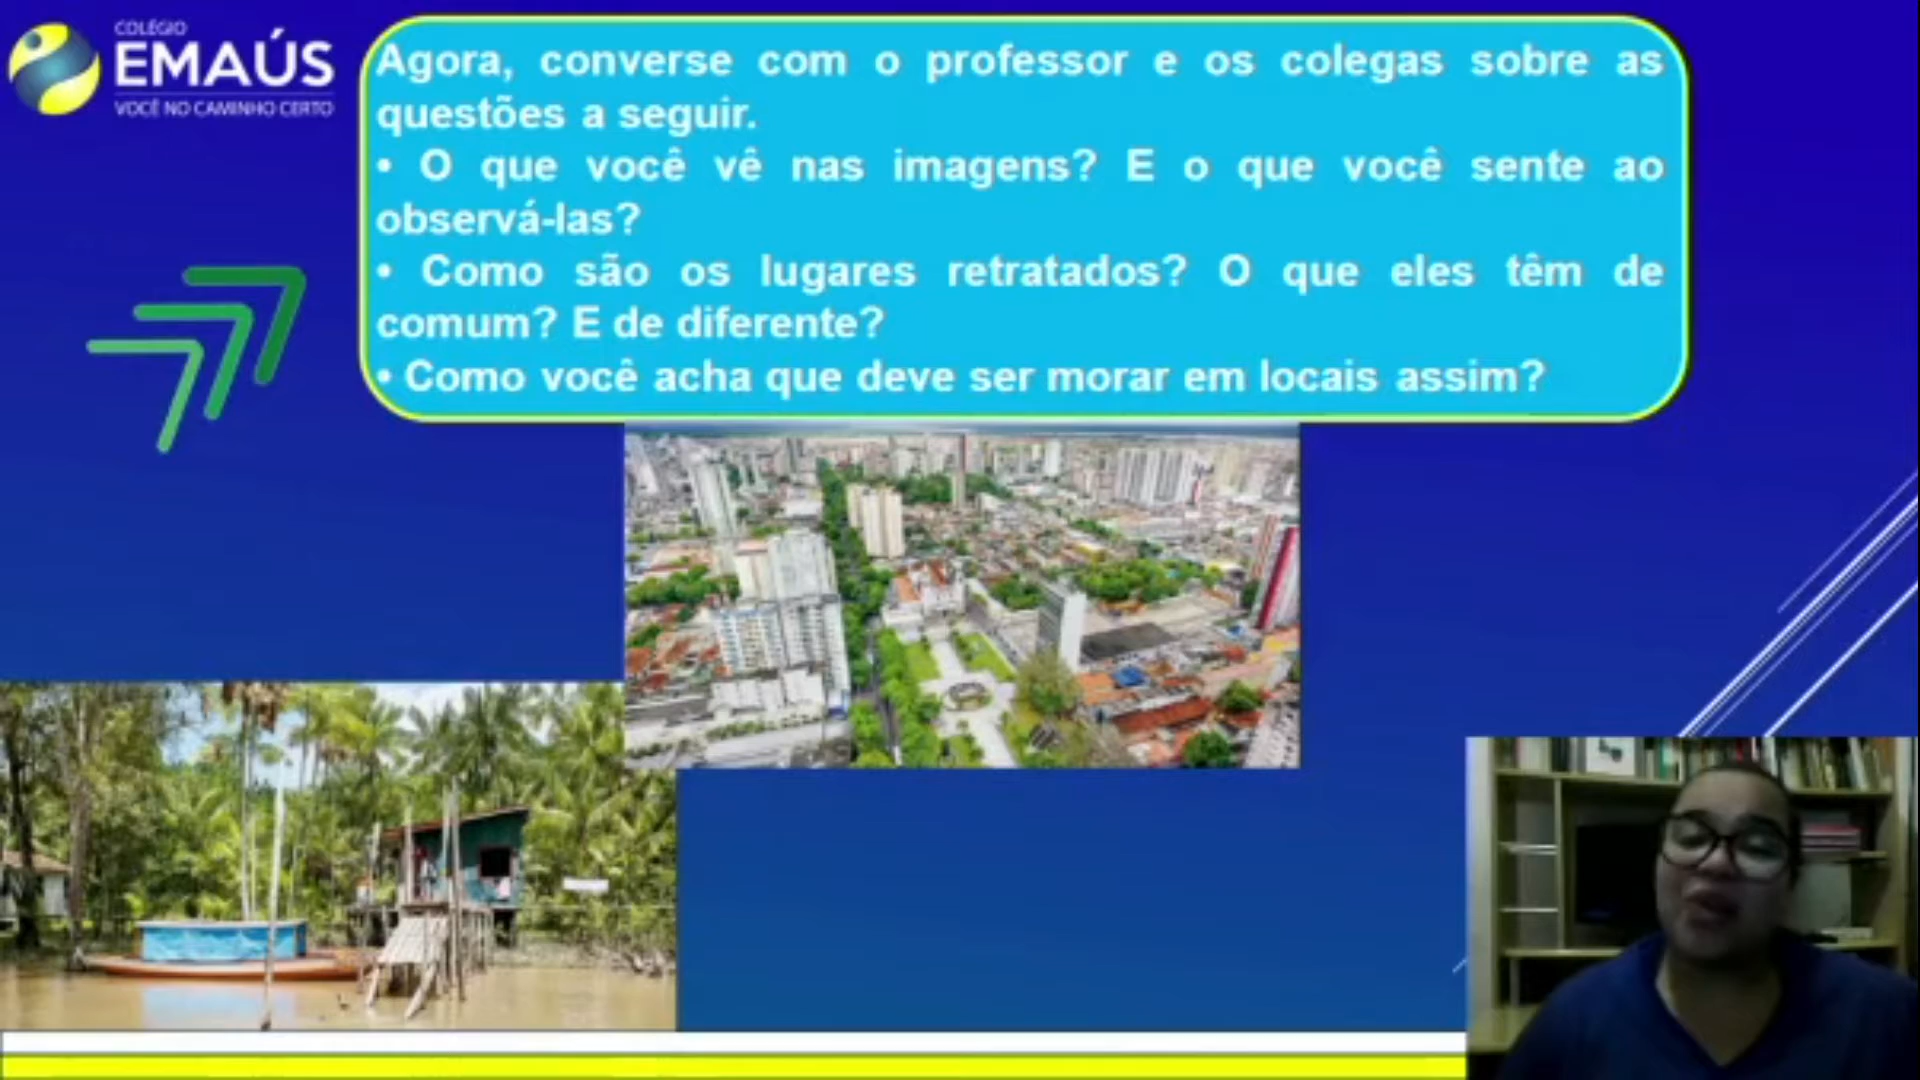 COLÉGIO
EMAÚS
VOCÊ NO CAMINHO CERTO
Agora, converse com o professor e os colegas sobre as
questões a seguir.
• O que você vê nas imagens? E o que você sente ao
observá-las?
• Como são os lugares retratados? O que eles têm de
comum? E de diferente?
• Como você acha que deve ser morar em locais assim?